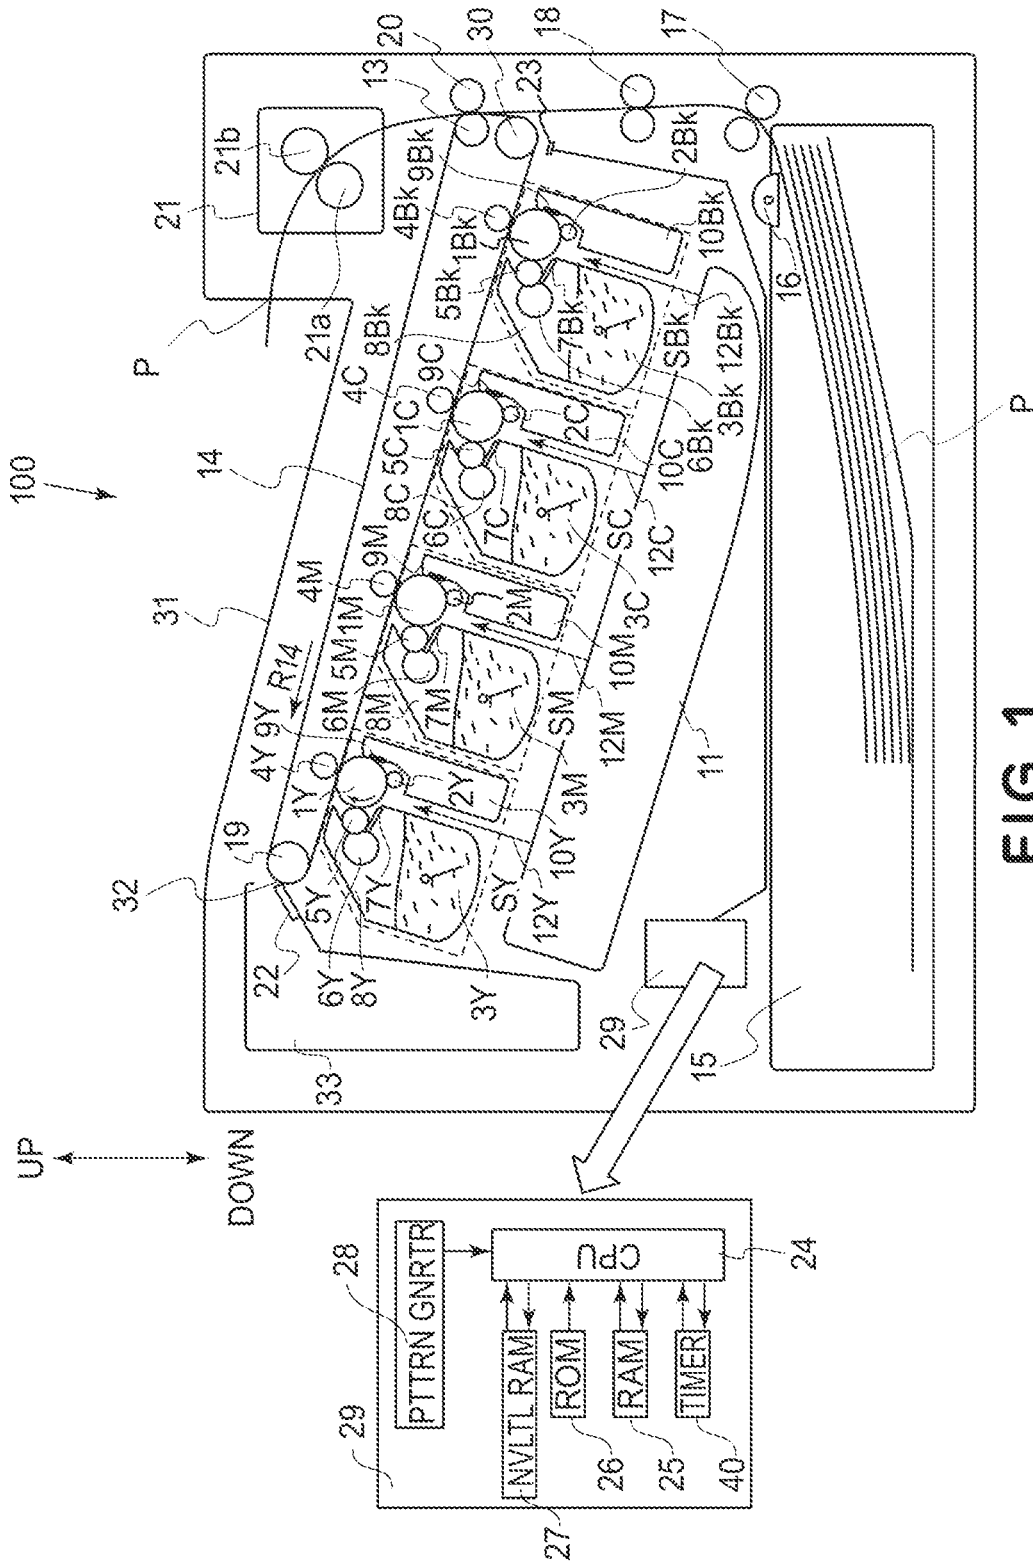 100
UP
DOWN
P
21
21b
21a
20
13
30
18
17
23
14
31
R14
32
19
22
33
4Y
9Y
1Y
5Y
6Y
8Y
7Y
2Y
3Y
10Y
SY
12Y
4M
9M
1M
5M
6M
8M
7M
2M
3M
10M
SM
12M
4C
9C
1C
5C
8C
6C
7C
2C
3C
10C
SC
12C
4Bk
9Bk
1Bk
5Bk
8Bk
7Bk
2Bk
10Bk
6Bk
3Bk
SBk
12Bk
11
16
15
29
P
29
28
PTTRN GNRTR
CPU
24
NVLTL RAM
27
ROM
26
RAM
25
TIMER
40
FIG.1